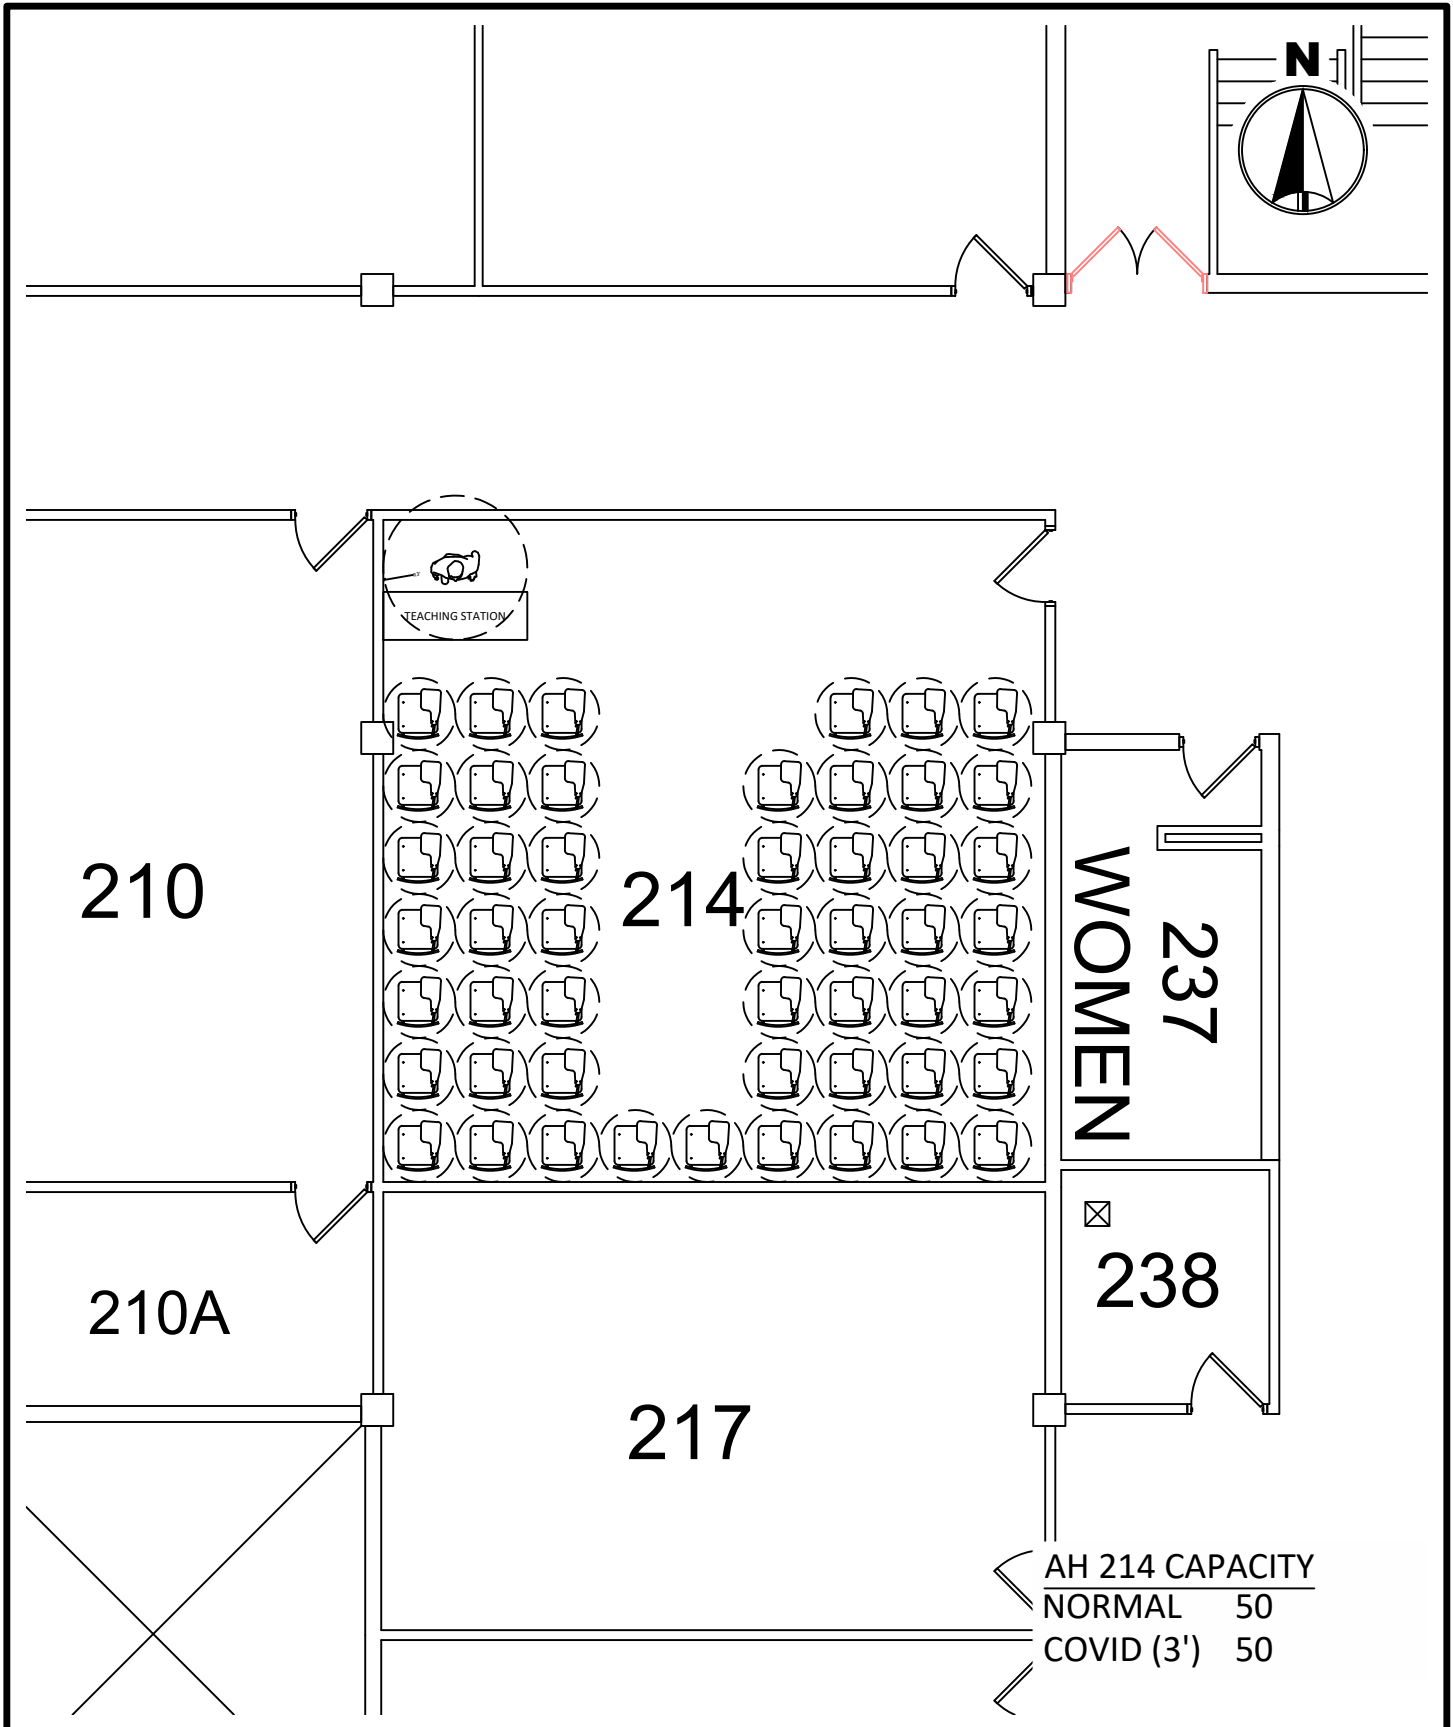 N
TEACHING STATION
210
214
WOMEN
237
210A
238
217
AH 214 CAPACITY
NORMAL 50
COVID (3') 50